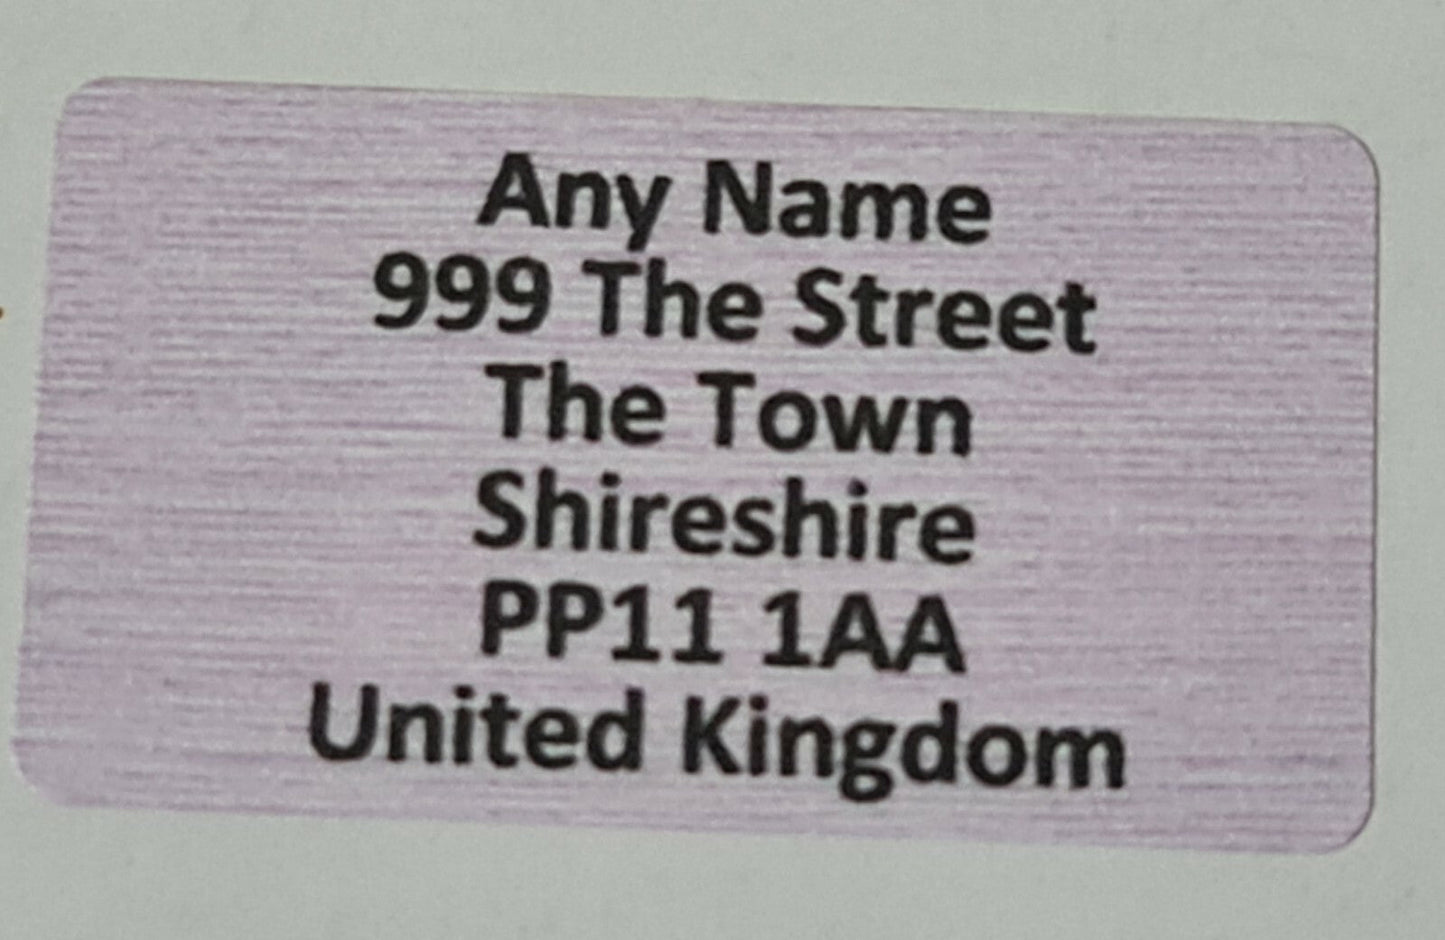 Any Name
999 The Street
The Town
Shireshire
PP11 1AA
United Kingdom